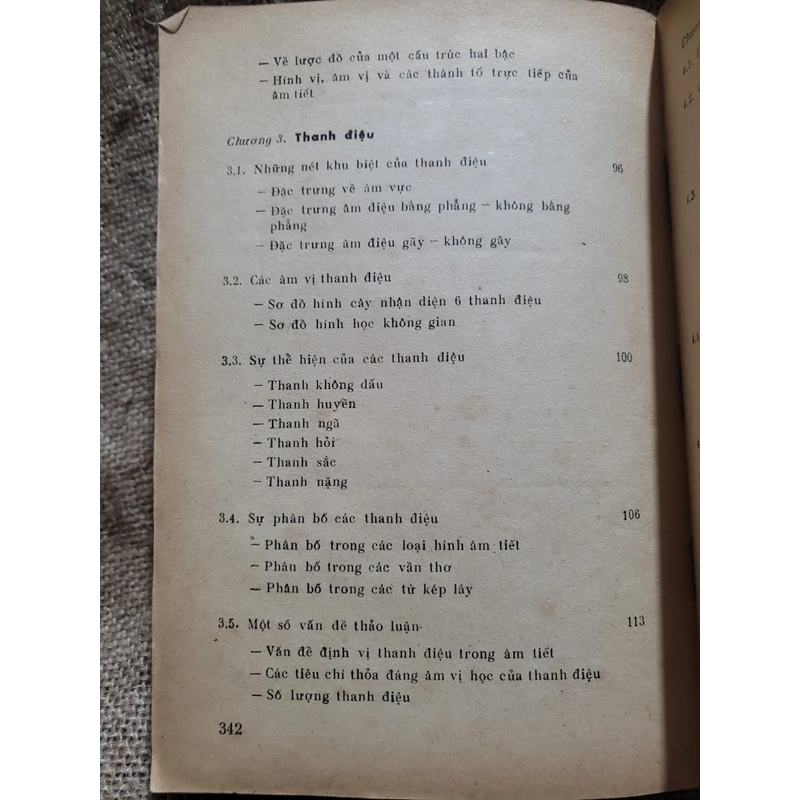 — Về lược đồ của một cấu trúc hai bậc
— Hình vị, âm vị và các thành tố trực tiếp của
âm tiết
Chương 3. Thanh điệu
3.1. Những nét khu biệt của thanh điệu 96
— Đặc trưng về âm vực
— Đặc trưng âm điệu bằng phẳng — không bằng
phẳng
— Đặc trưng âm điệu gãy — không gãy
3.2. Các âm vị thanh điệu 98
— Sơ đồ hình cây nhận diện 6 thanh điệu
— Sơ đồ hình học không gian
3.3. Sự thể hiện của các thanh điệu 100
— Thanh không dấu
— Thanh huyền
— Thanh ngã
— Thanh hỏi
— Thanh sắc
— Thanh nặng
3.4. Sự phân bố các thanh điệu 106
— Phân bố trong các loại hình âm tiết
— Phân bố trong các vần thơ
— Phân bố trong các từ kép láy
3.5. Một số vấn đề thảo luận 113
— Vấn đề định vị thanh điệu trong âm tiết
— Các tiêu chí thỏa đáng âm vị học của thanh điệu
— Số lượng thanh điệu
342
Chương
4.1.
4.2.
4.3.